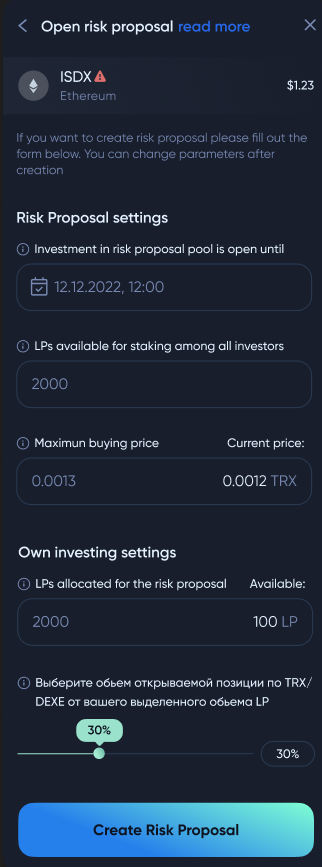 Open risk proposal read more
ISDX
Ethereum
$1.23
If you want to create risk proposal please fill out the
form below. You can change parameters after
creation
Risk Proposal settings
Investment in risk proposal pool is open until
12.12.2022, 12:00
LPs available for staking among all investors
2000
Maximun buying price Current price:
0.0013 0.0012 TRX
Own investing settings
LPs allocated for the risk proposal Available:
2000 100 LP
Выберите обьем открываемой позиции по TRX/
DEXE от вашего выделенного обьема LP
30%
30%
Create Risk Proposal